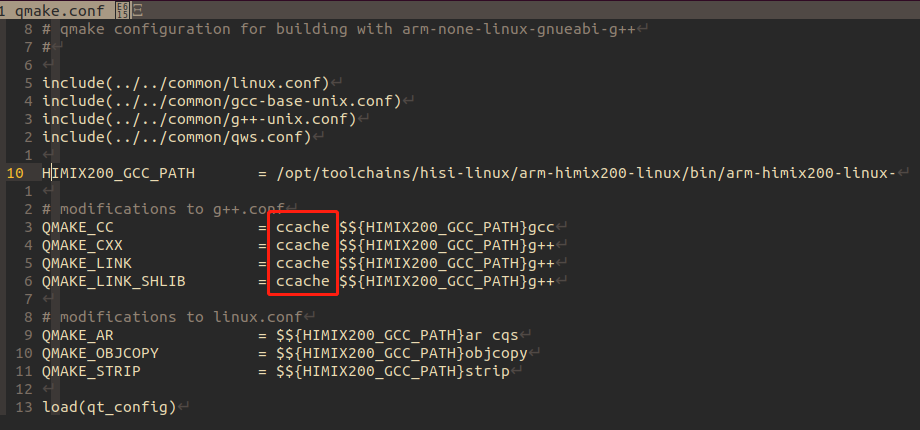 1 qmake.conf
8 # qmake configuration for building with arm-none-linux-gnueabi-g++↵
7 #↵
6 ↵
5 include(../../common/linux.conf)↵
4 include(../../common/gcc-base-unix.conf)↵
3 include(../../common/g++-unix.conf)↵
2 include(../../common/qws.conf)↵
1 ↵
10 HIMIX200_GCC_PATH = /opt/toolchains/hisi-linux/arm-himix200-linux/bin/arm-himix200-linux-↵
1 ↵
2 # modifications to g++.conf↵
3 QMAKE_CC = ccache $${HIMIX200_GCC_PATH}gcc↵
4 QMAKE_CXX = ccache $${HIMIX200_GCC_PATH}g++↵
5 QMAKE_LINK = ccache $${HIMIX200_GCC_PATH}g++↵
6 QMAKE_LINK_SHLIB = ccache $${HIMIX200_GCC_PATH}g++↵
7 ↵
8 # modifications to linux.conf↵
9 QMAKE_AR = $${HIMIX200_GCC_PATH}ar cqs↵
10 QMAKE_OBJCOPY = $${HIMIX200_GCC_PATH}objcopy↵
11 QMAKE_STRIP = $${HIMIX200_GCC_PATH}strip↵
12 ↵
13 load(qt_config)↵